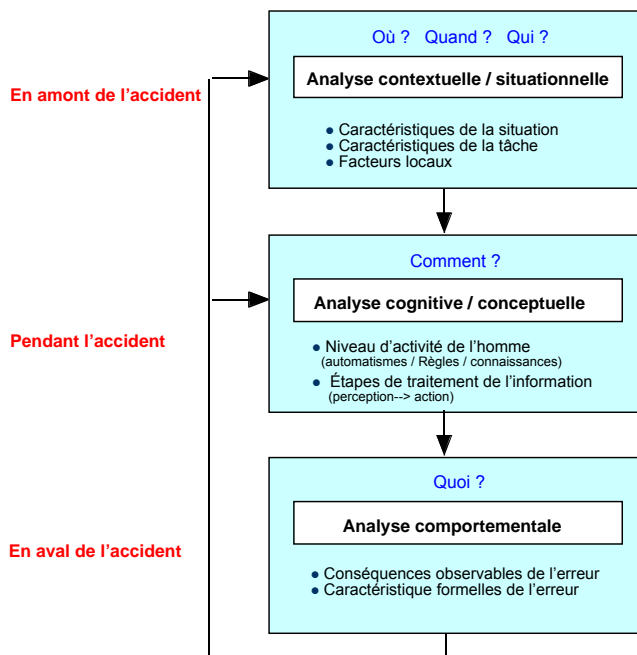 Où ? Quand ? Qui ?
En amont de l'accident
Analyse contextuelle / situationnelle
● Caractéristiques de la situation
● Caractéristiques de la tâche
● Facteurs locaux
Comment ?
Pendant l'accident
Analyse cognitive / conceptuelle
● Niveau d'activité de l'homme
(automatismes / Règles / connaissances)
● Étapes de traitement de l'information
(perception--> action)
Quoi ?
En aval de l'accident
Analyse comportementale
● Conséquences observables de l'erreur
● Caractéristique formelles de l'erreur